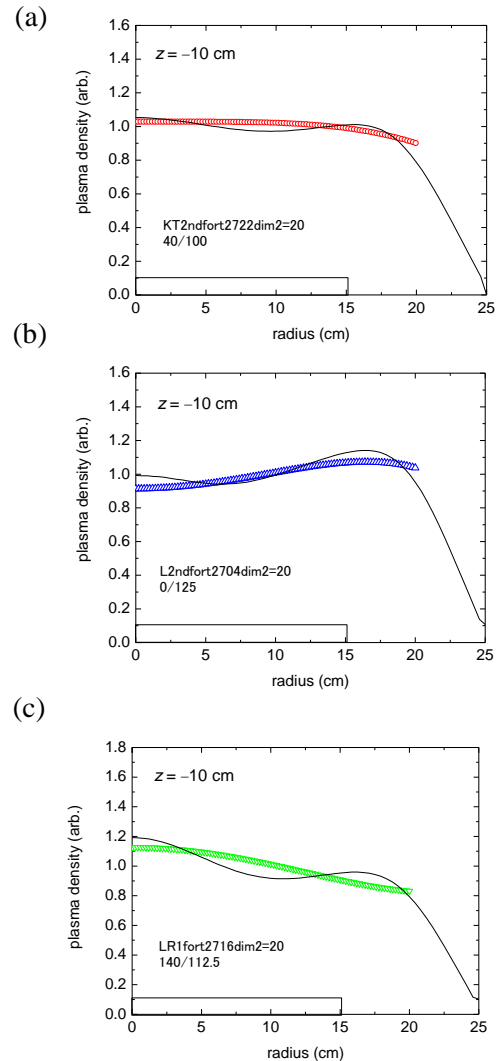 (a)
1.6
1.4
1.2
1.0
0.8
0.6
0.4
0.2
0.0
plasma density (arb.)
z = −10 cm
KT2ndfort2722dim2=20
40/100
0 5 10 15 20 25
radius (cm)
(b)
1.6
1.4
1.2
1.0
0.8
0.6
0.4
0.2
0.0
plasma density (arb.)
z = −10 cm
L2ndfort2704dim2=20
0/125
0 5 10 15 20 25
radius (cm)
(c)
1.8
1.6
1.4
1.2
1.0
0.8
0.6
0.4
0.2
0.0
plasma density (arb.)
z = −10 cm
LR1fort2716dim2=20
140/112.5
0 5 10 15 20 25
radius (cm)